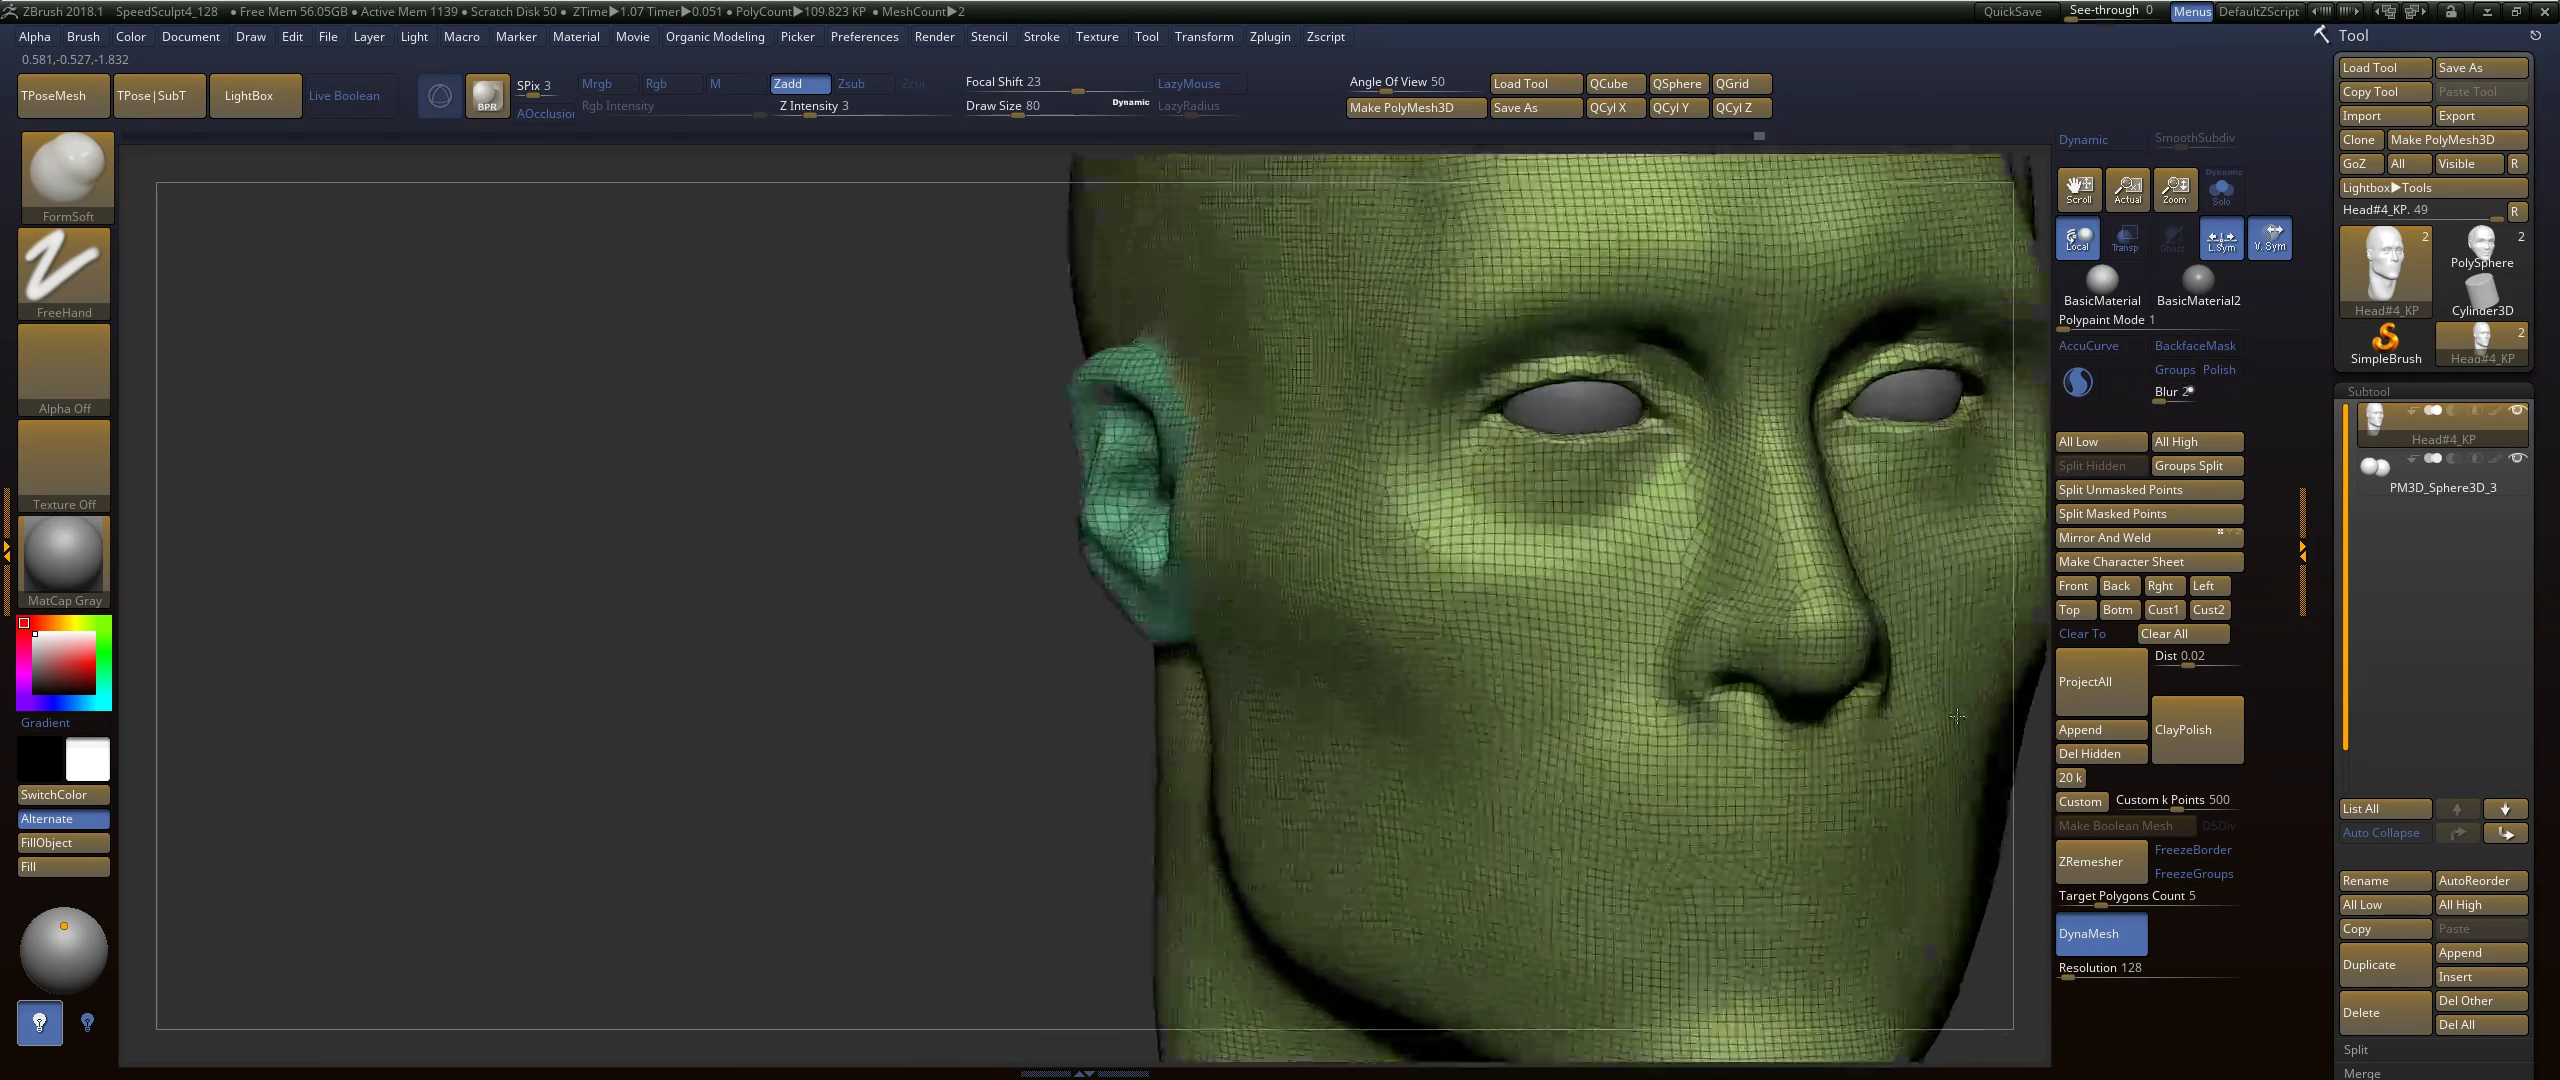 ZBrush 2018.1 SpeedSculpt4_128 ● Free Mem 56.05GB ● Active Mem 1139 ● Scratch Disk 50 ● ZTime▶1.07 Timer▶0.051 ● PolyCount▶109.823 KP ● MeshCount▶2 QuickSave See-through 0 Menus DefaultZScript
Alpha Brush Color Document Draw Edit File Layer Light Macro Marker Material Movie Organic Modeling Picker Preferences Render Stencil Stroke Texture Tool Transform Zplugin Zscript
0.581,-0.527,-1.832
TPoseMesh TPose|SubT LightBox Live Boolean BPR SPix 3 AOcclusion
Mrgb Rgb M Zadd Zsub Zcut Focal Shift 23 LazyMouse Angle Of View 50 Load Tool QCube QSphere QGrid
Rgb Intensity Z Intensity 3 Draw Size 80 Dynamic LazyRadius Make PolyMesh3D Save As QCyl X QCyl Y QCyl Z
FormSoft
FreeHand
Alpha Off
Texture Off
MatCap Gray
Gradient
SwitchColor
Alternate
FillObject
Fill
Dynamic SmoothSubdiv
Scroll Actual Zoom Dynamic Solo
Local Transp Ghost L.Sym V. Sym
BasicMaterial BasicMaterial2
Polypaint Mode 1
AccuCurve BackfaceMask
Groups Polish
Blur 2
All Low All High
Split Hidden Groups Split
Split Unmasked Points
Split Masked Points
Mirror And Weld
Make Character Sheet
Front Back Rght Left
Top Botm Cust1 Cust2
Clear To Clear All
ProjectAll Dist 0.02
Append ClayPolish
Del Hidden
20 k
Custom Custom k Points 500
Make Boolean Mesh DSDiv
ZRemesher FreezeBorder
FreezeGroups
Target Polygons Count 5
DynaMesh
Resolution 128
Tool
Load Tool Save As
Copy Tool Paste Tool
Import Export
Clone Make PolyMesh3D
GoZ All Visible R
Lightbox▶Tools
Head#4_KP. 49 R
2 2
PolySphere
Head#4_KP Cylinder3D
2
SimpleBrush Head#4_KP
Subtool
Head#4_KP
PM3D_Sphere3D_3
List All
Auto Collapse
Rename AutoReorder
All Low All High
Copy Paste
Duplicate Append
Insert
Delete Del Other
Del All
Split
Merge